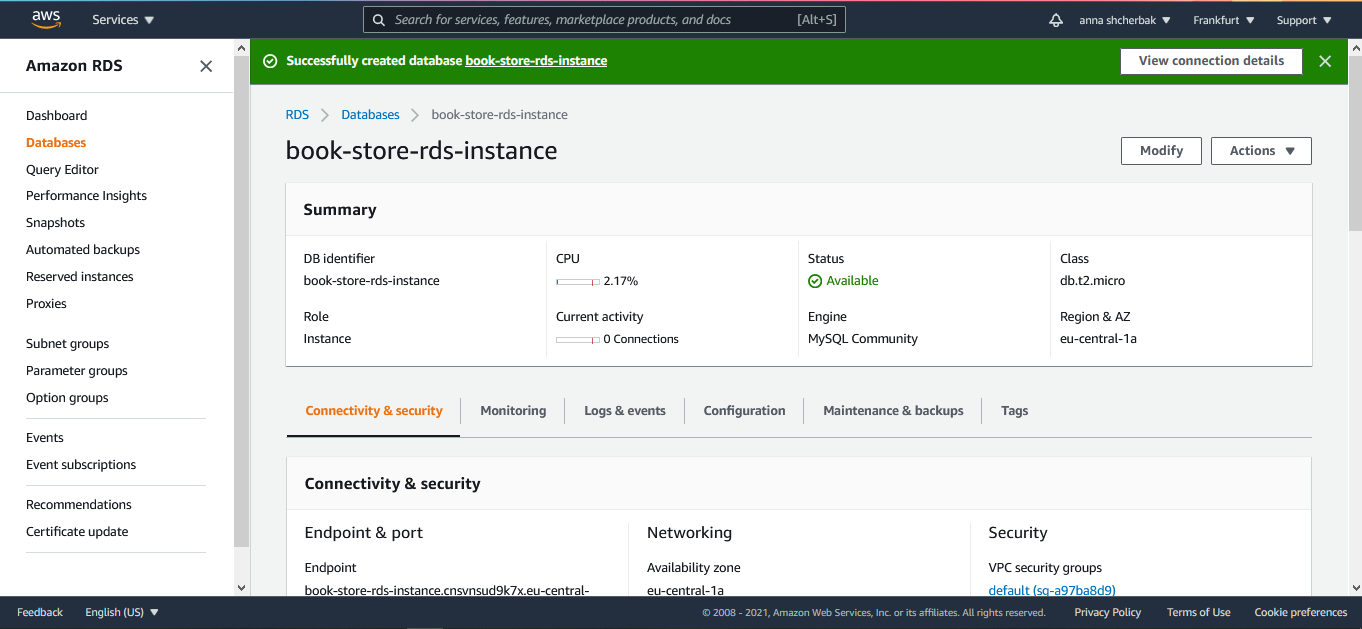 aws Services Search for services, features, marketplace products, and docs [Alt+S] anna shcherbak Frankfurt Support
Amazon RDS
Dashboard
Databases
Query Editor
Performance Insights
Snapshots
Automated backups
Reserved instances
Proxies
Subnet groups
Parameter groups
Option groups
Events
Event subscriptions
Recommendations
Certificate update
Successfully created database book-store-rds-instance View connection details
RDS Databases book-store-rds-instance
book-store-rds-instance Modify Actions
Summary
DB identifier CPU Status Class
book-store-rds-instance 2.17% Available db.t2.micro
Role Current activity Engine Region & AZ
Instance 0 Connections MySQL Community eu-central-1a
Connectivity & security Monitoring Logs & events Configuration Maintenance & backups Tags
Connectivity & security
Endpoint & port Networking Security
Endpoint Availability zone VPC security groups
book-store-rds-instance.cnsvnsud9k7x.eu-central- eu-central-1a default (sg-a97ba8d9)
Feedback English (US) © 2008 - 2021, Amazon Web Services, Inc. or its affiliates. All rights reserved. Privacy Policy Terms of Use Cookie preferences